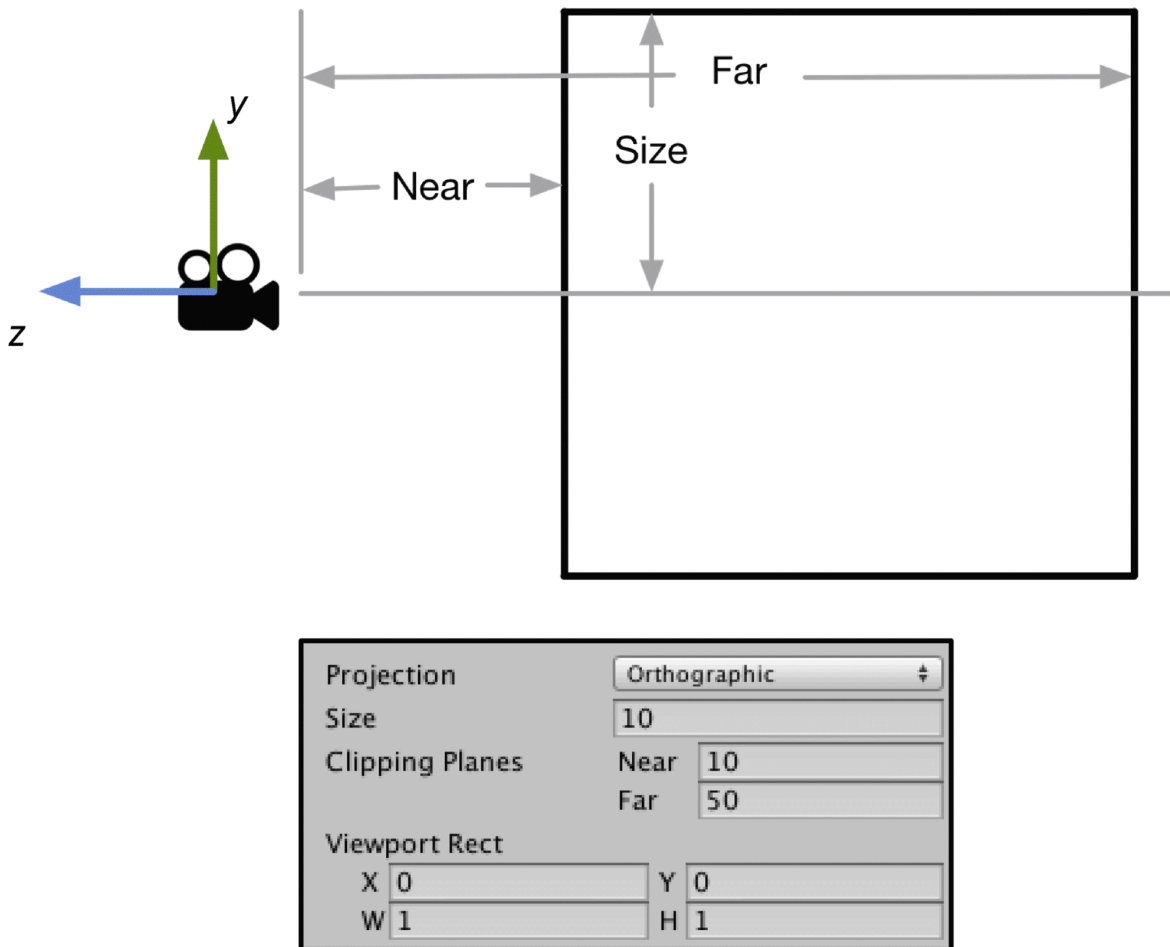 Far
y
Size
Near
z
Projection Orthographic
Size 10
Clipping Planes Near 10
Far 50
Viewport Rect
X 0 Y 0
W 1 H 1